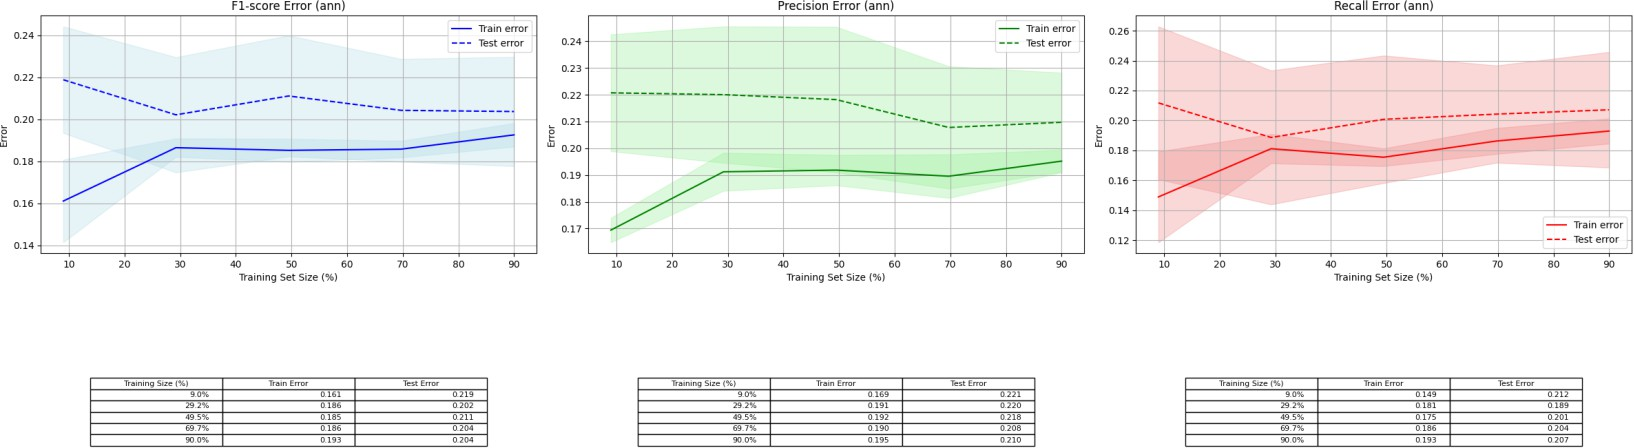 F1-score Error (ann)
Train error
Test error
0.24
0.22
0.20
0.18
0.16
0.14
Error
10 20 30 40 50 60 70 80 90
Training Set Size (%)
Precision Error (ann)
Train error
Test error
0.24
0.23
0.22
0.21
0.20
0.19
0.18
0.17
Error
10 20 30 40 50 60 70 80 90
Training Set Size (%)
Recall Error (ann)
0.26
0.24
0.22
0.20
0.18
0.16
0.14
0.12
Error
Train error
Test error
10 20 30 40 50 60 70 80 90
Training Set Size (%)
Training Size (%) Train Error Test Error
9.0% 0.161 0.219
29.2% 0.186 0.202
49.5% 0.185 0.211
69.7% 0.186 0.204
90.0% 0.193 0.204
Training Size (%) Train Error Test Error
9.0% 0.169 0.221
29.2% 0.191 0.220
49.5% 0.192 0.218
69.7% 0.190 0.208
90.0% 0.195 0.210
Training Size (%) Train Error Test Error
9.0% 0.149 0.212
29.2% 0.181 0.189
49.5% 0.175 0.201
69.7% 0.186 0.204
90.0% 0.193 0.207